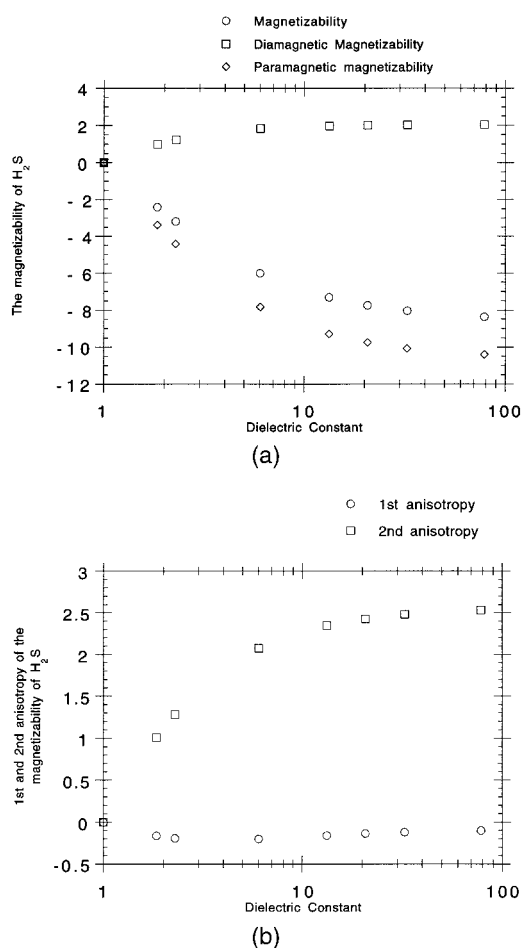 Magnetizability
Diamagnetic Magnetizability
Paramagnetic magnetizability
4
2
0
-2
-4
-6
-8
-10
-12
The magnetizability of H2S
1
10
100
Dielectric Constant
(a)
1st anisotropy
2nd anisotropy
3
2.5
2
1.5
1
0.5
0
-0.5
1st and 2nd anisotropy of the
magnetizability of H2S
1
10
100
Dielectric Constant
(b)